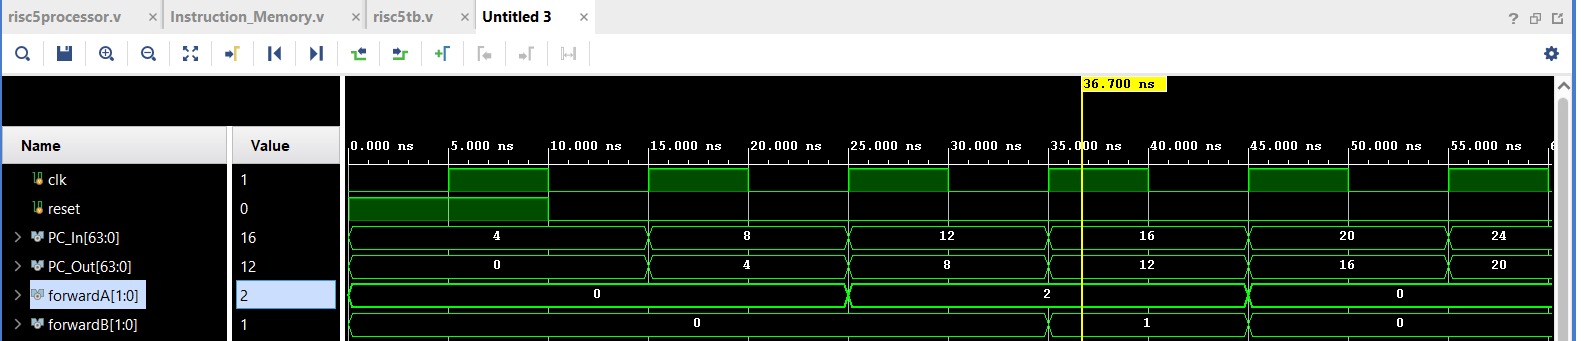 risc5processor.v × Instruction_Memory.v × risc5tb.v × Untitled 3 × ?
36.700 ns
Name Value 0.000 ns 5.000 ns 10.000 ns 15.000 ns 20.000 ns 25.000 ns 30.000 ns 35.000 ns 40.000 ns 45.000 ns 50.000 ns 55.000 ns 6
clk 1
reset 0
PC_In[63:0] 16 4 8 12 16 20 24
PC_Out[63:0] 12 0 4 8 12 16 20
forwardA[1:0] 2 0 2 0
forwardB[1:0] 1 0 1 0